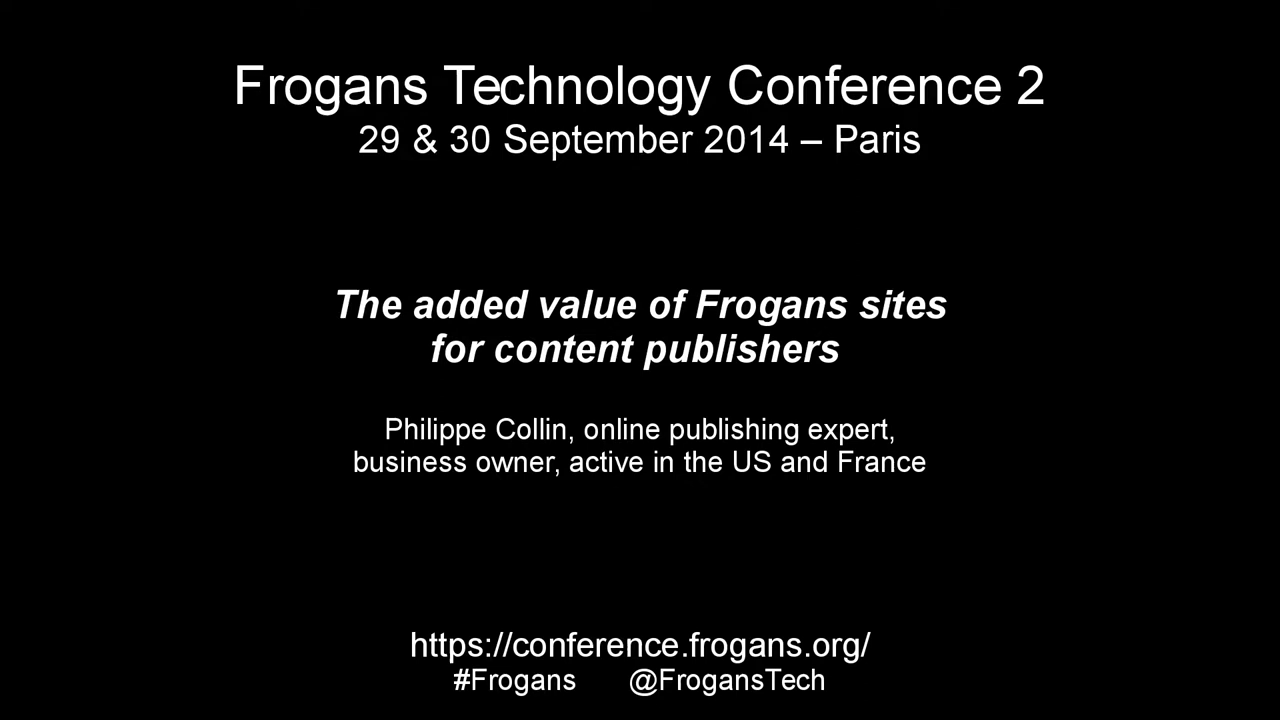 Frogans Technology Conference 2
29 & 30 September 2014 – Paris
The added value of Frogans sites
for content publishers
Philippe Collin, online publishing expert,
business owner, active in the US and France
https://conference.frogans.org/
#Frogans @FrogansTech